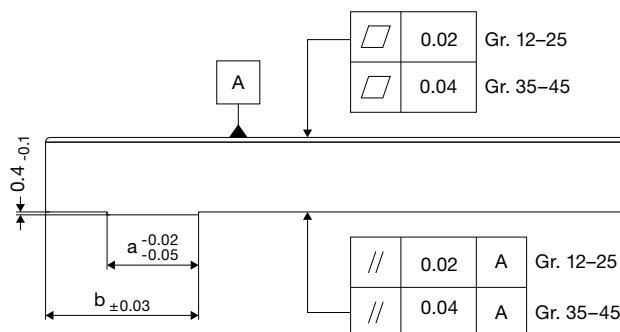 0.02 Gr. 12–25
0.04 Gr. 35–45
A
0.4 -0.1
a -0.02 -0.05
b ±0.03
// 0.02 A Gr. 12–25
// 0.04 A Gr. 35–45